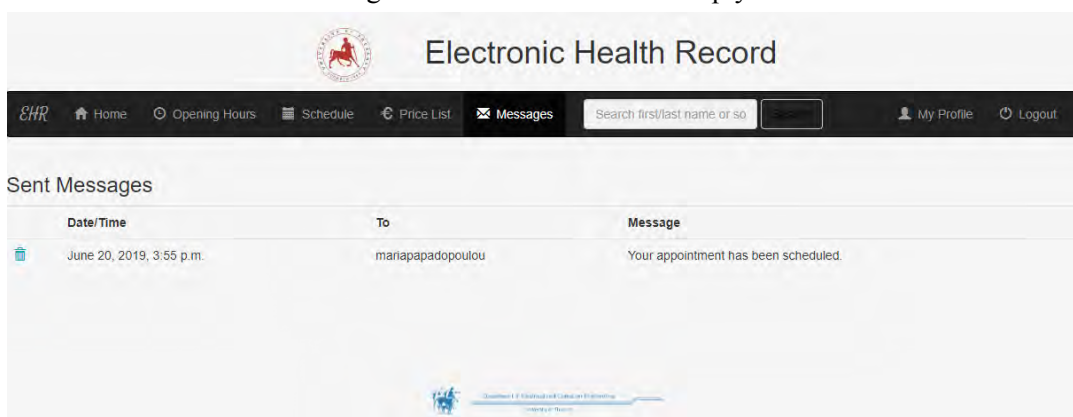 Electronic Health Record
EHR Home Opening Hours Schedule € Price List Messages Search first/last name or so My Profile Logout
Sent Messages
Date/Time To Message
June 20, 2019, 3:55 p.m. mariapapadopoulou Your appointment has been scheduled.